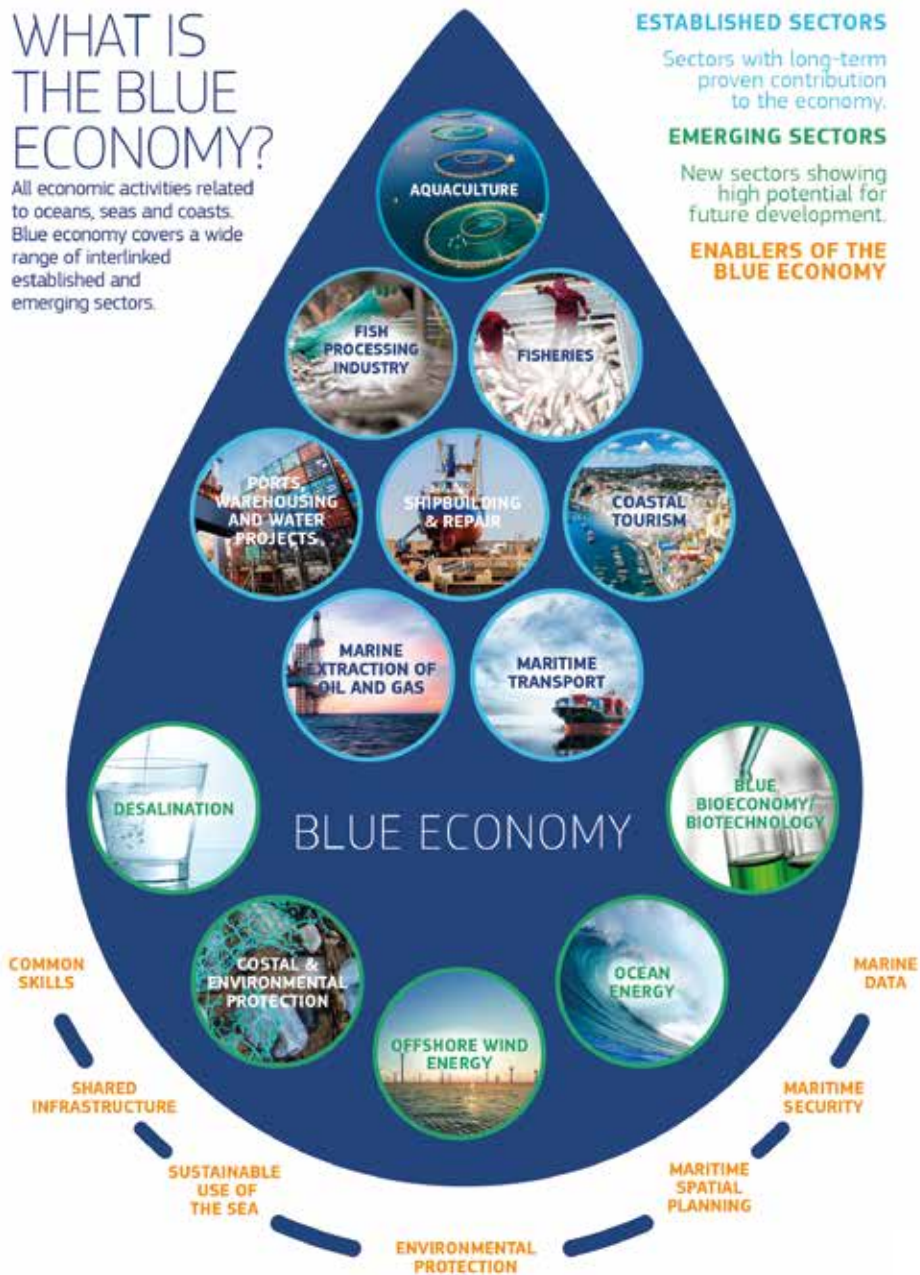 WHAT IS
THE BLUE
ECONOMY?
All economic activities related
to oceans, seas and coasts.
Blue economy covers a wide
range of interlinked
established and
emerging sectors.
ESTABLISHED SECTORS
Sectors with long-term
proven contribution
to the economy.
EMERGING SECTORS
New sectors showing
high potential for
future development.
ENABLERS OF THE
BLUE ECONOMY
AQUACULTURE
FISH
PROCESSING
INDUSTRY
FISHERIES
PORTS,
WAREHOUSING
AND WATER
PROJECTS
SHIPBUILDING
& REPAIR
COASTAL
TOURISM
MARINE
EXTRACTION OF
OIL AND GAS
MARITIME
TRANSPORT
DESALINATION
BLUE ECONOMY
BLUE
BIOECONOMY/
BIOTECHNOLOGY
COSTAL &
ENVIRONMENTAL
PROTECTION
OFFSHORE WIND
ENERGY
OCEAN
ENERGY
COMMON
SKILLS
SHARED
INFRASTRUCTURE
SUSTAINABLE
USE OF
THE SEA
ENVIRONMENTAL
PROTECTION
MARITIME
SPATIAL
PLANNING
MARITIME
SECURITY
MARINE
DATA